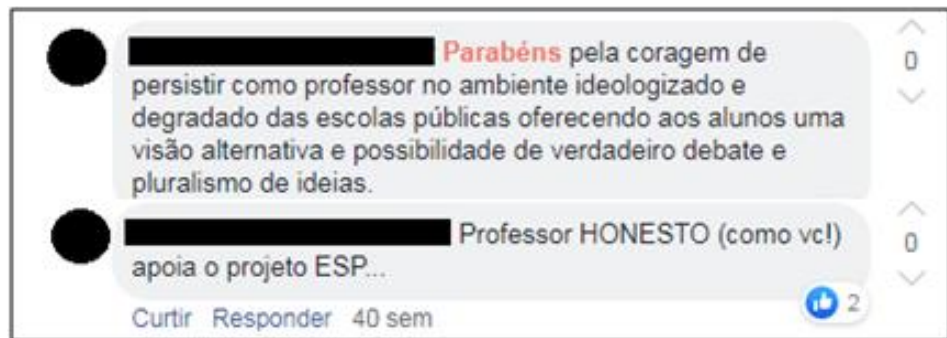 Parabéns pela coragem de
0
persistir como professor no ambiente ideologizado e
degradado das escolas públicas oferecendo aos alunos uma
visão alternativa e possibilidade de verdadeiro debate e
pluralismo de ideias.
Professor HONESTO (como vc!)
0
apoia o projeto ESP...
2
Curtir Responder 40 sem